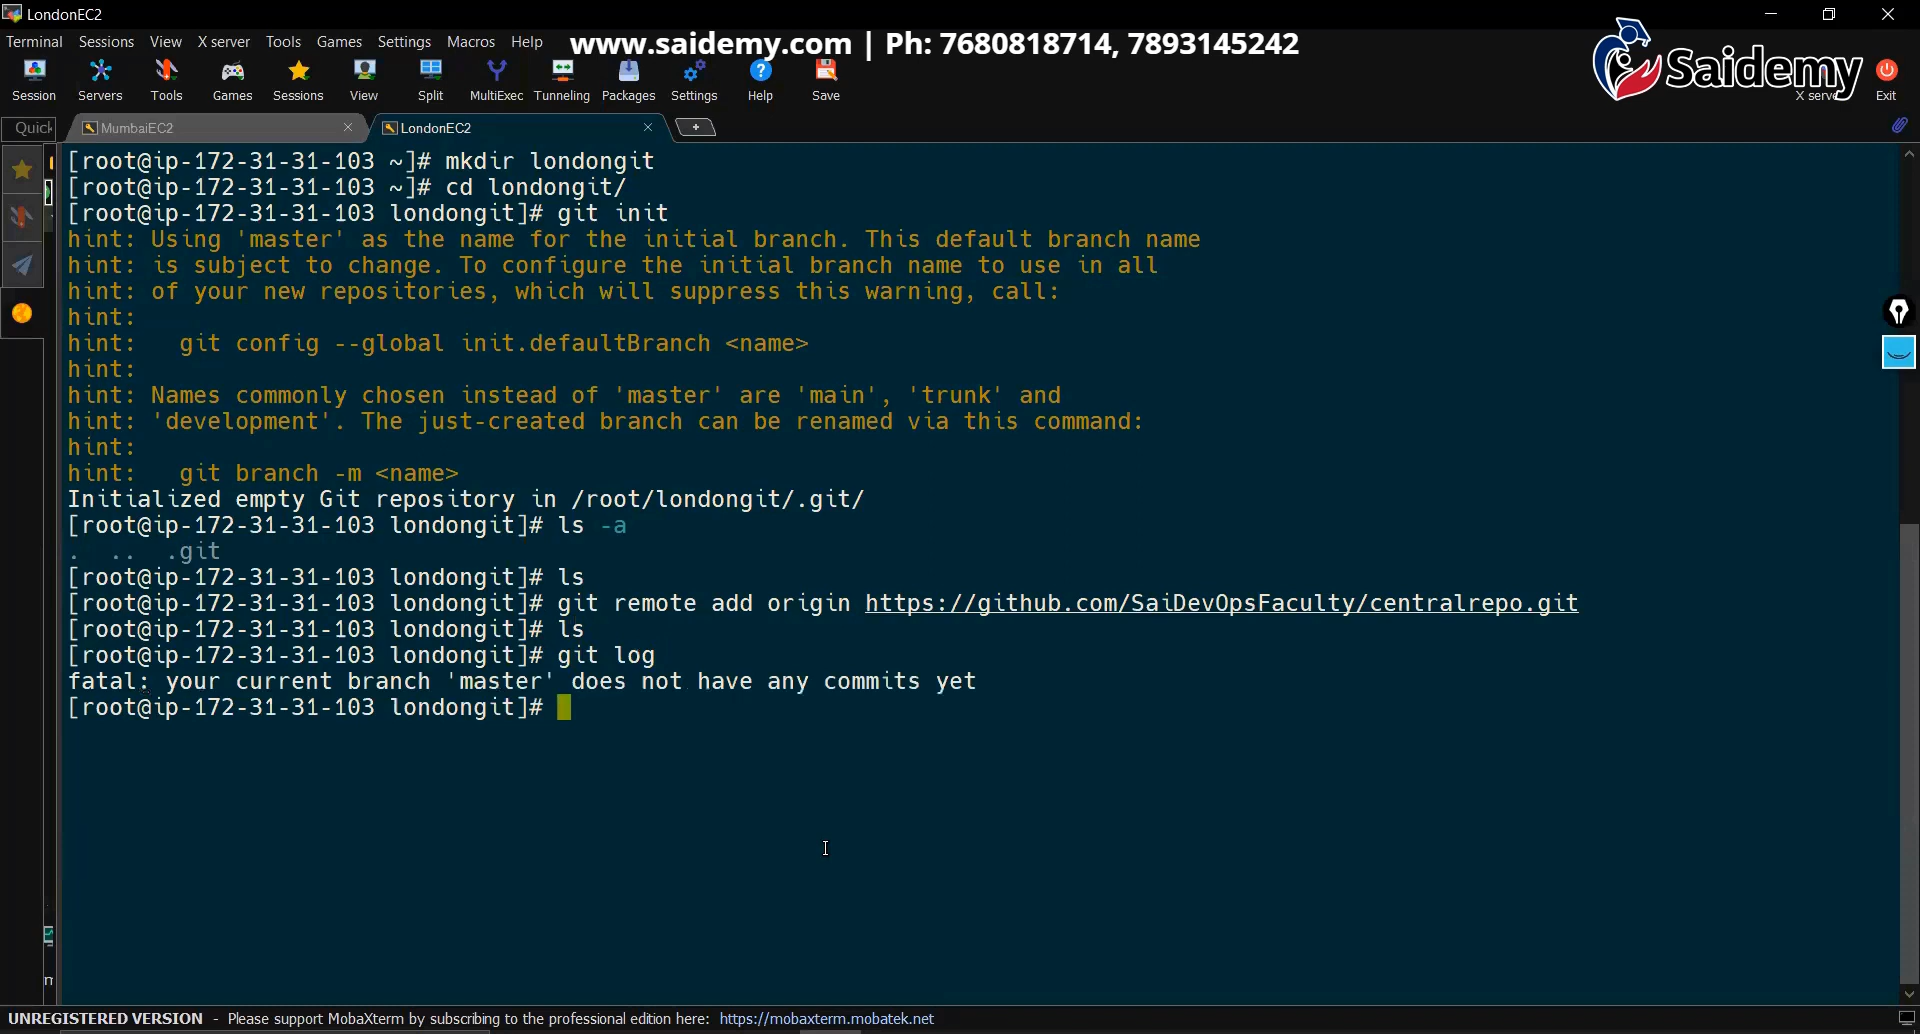 LondonEC2
Terminal Sessions View X server Tools Games Settings Macros Help
www.saidemy.com | Ph: 7680818714, 7893145242
Saidemy
Session Servers Tools Games Sessions View Split MultiExec Tunneling Packages Settings Help Save X serve Exit
Quick MumbaiEC2 LondonEC2
[root@ip-172-31-31-103 ~]# mkdir londongit
[root@ip-172-31-31-103 ~]# cd londongit/
[root@ip-172-31-31-103 londongit]# git init
hint: Using 'master' as the name for the initial branch. This default branch name
hint: is subject to change. To configure the initial branch name to use in all
hint: of your new repositories, which will suppress this warning, call:
hint:
hint:   git config --global init.defaultBranch <name>
hint:
hint: Names commonly chosen instead of 'master' are 'main', 'trunk' and
hint: 'development'. The just-created branch can be renamed via this command:
hint:
hint:   git branch -m <name>
Initialized empty Git repository in /root/londongit/.git/
[root@ip-172-31-31-103 londongit]# ls -a
.  ..  .git
[root@ip-172-31-31-103 londongit]# ls
[root@ip-172-31-31-103 londongit]# git remote add origin https://github.com/SaiDevOpsFaculty/centralrepo.git
[root@ip-172-31-31-103 londongit]# ls
[root@ip-172-31-31-103 londongit]# git log
fatal: your current branch 'master' does not have any commits yet
[root@ip-172-31-31-103 londongit]#
UNREGISTERED VERSION - Please support MobaXterm by subscribing to the professional edition here: https://mobaxterm.mobatek.net